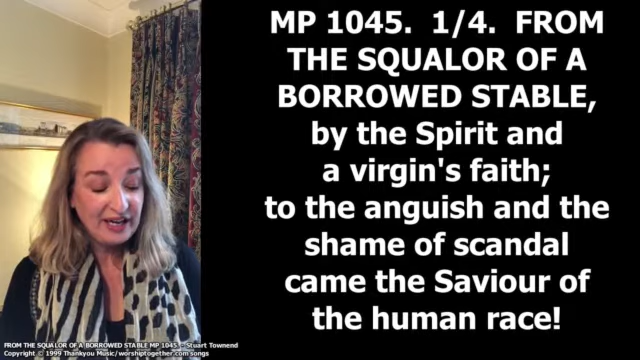 MP 1045. 1/4. FROM
THE SQUALOR OF A
BORROWED STABLE,
by the Spirit and
a virgin's faith;
to the anguish and the
shame of scandal
came the Saviour of
the human race!
FROM THE SQUALOR OF A BORROWED STABLE MP 1045. - Stuart Townend
Copyright © 1999 Thankyou Music/worshiptogether.com songs